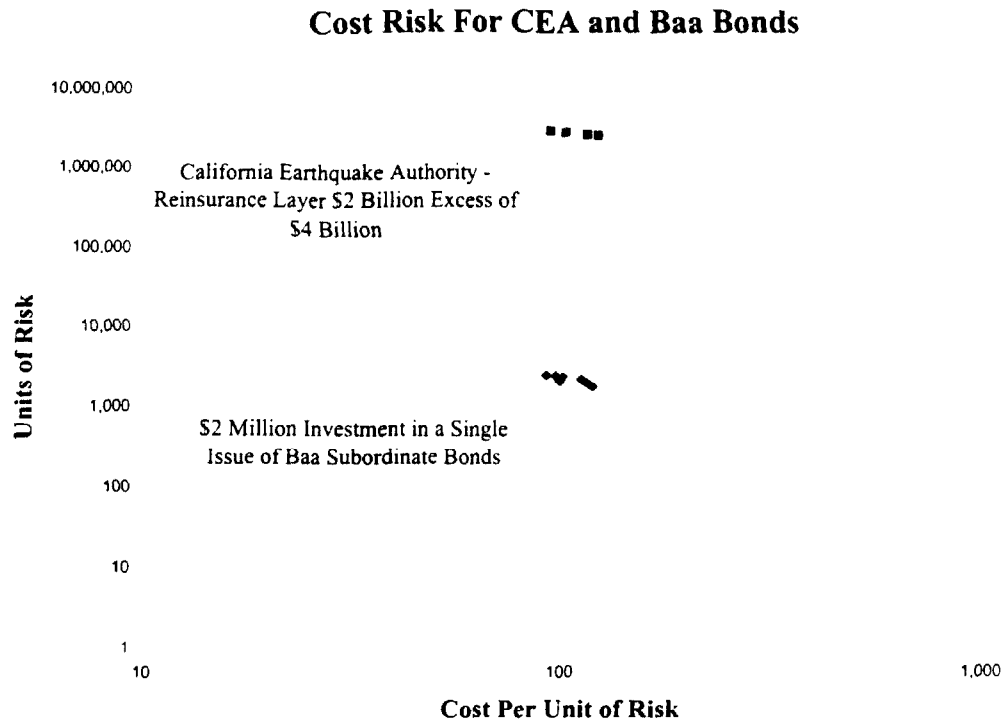 Cost Risk For CEA and Baa Bonds
10,000,000
1,000,000
California Earthquake Authority -
Reinsurance Layer $2 Billion Excess of
$4 Billion
100,000
Units of Risk
10,000
1,000
$2 Million Investment in a Single
Issue of Baa Subordinate Bonds
100
10
1
10
100
1,000
Cost Per Unit of Risk